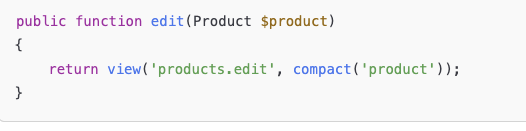 public function edit(Product $product)
{
    return view('products.edit', compact('product'));
}